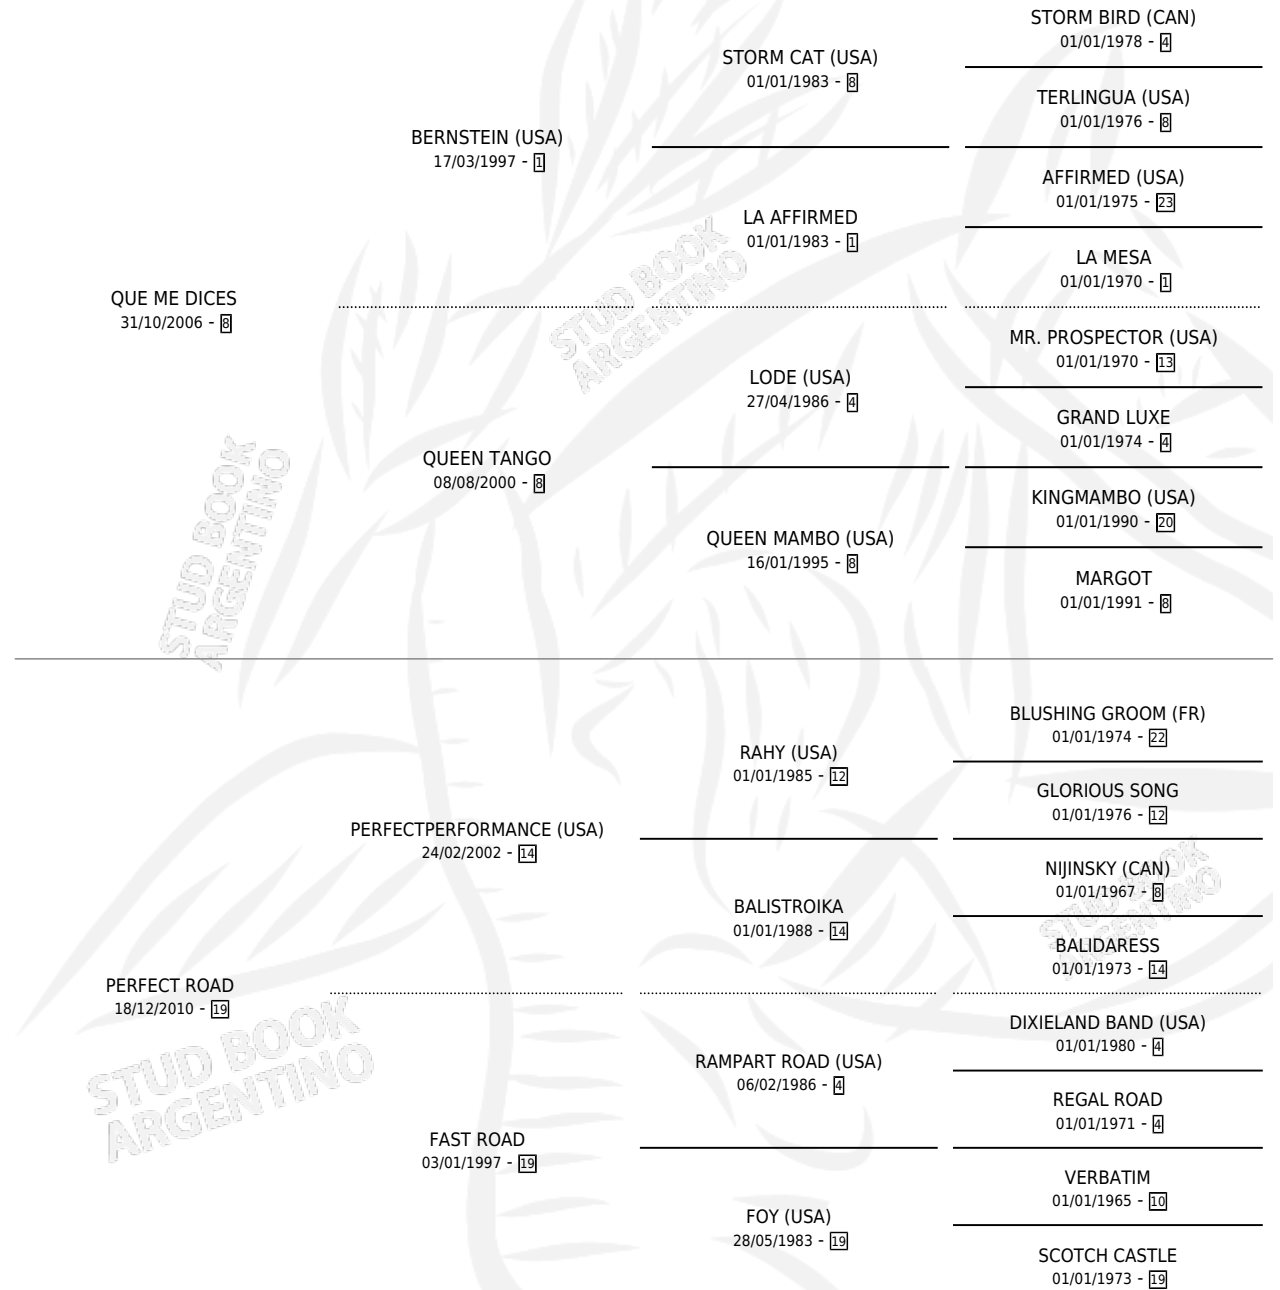 STORM BIRD (CAN)
01/01/1978 - 4
STORM CAT (USA)
01/01/1983 - 8
TERLINGUA (USA)
01/01/1976 - 8
BERNSTEIN (USA)
17/03/1997 - 1
AFFIRMED (USA)
01/01/1975 - 23
LA AFFIRMED
01/01/1983 - 1
LA MESA
01/01/1970 - 1
QUE ME DICES
31/10/2006 - 8
MR. PROSPECTOR (USA)
01/01/1970 - 13
LODE (USA)
27/04/1986 - 4
GRAND LUXE
01/01/1974 - 4
QUEEN TANGO
08/08/2000 - 8
KINGMAMBO (USA)
01/01/1990 - 20
QUEEN MAMBO (USA)
16/01/1995 - 8
MARGOT
01/01/1991 - 8
BLUSHING GROOM (FR)
01/01/1974 - 22
RAHY (USA)
01/01/1985 - 12
GLORIOUS SONG
01/01/1976 - 12
PERFECTPERFORMANCE (USA)
24/02/2002 - 14
NIJINSKY (CAN)
01/01/1967 - 8
BALISTROIKA
01/01/1988 - 14
BALIDARESS
01/01/1973 - 14
PERFECT ROAD
18/12/2010 - 19
DIXIELAND BAND (USA)
01/01/1980 - 4
RAMPART ROAD (USA)
06/02/1986 - 4
REGAL ROAD
01/01/1971 - 4
FAST ROAD
03/01/1997 - 19
VERBATIM
01/01/1965 - 10
FOY (USA)
28/05/1983 - 19
SCOTCH CASTLE
01/01/1973 - 19
STUD BOOK
ARGENTINO
STUD BOOK
ARGENTINO
STUD BOOK
ARGENTINO
STUD BOOK
ARGENTINO